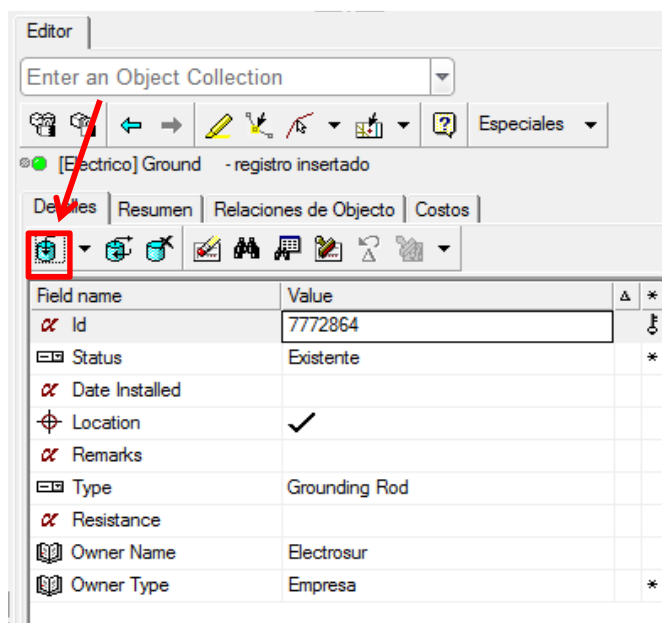 Editor
Enter an Object Collection
Especiales
[Electrico] Ground - registro insertado
Detalles Resumen Relaciones de Objecto Costos
Field name Value
Id 7772864
Status Existente *
Date Installed
Location
Remarks
Type Grounding Rod
Resistance
Owner Name Electrosur
Owner Type Empresa *